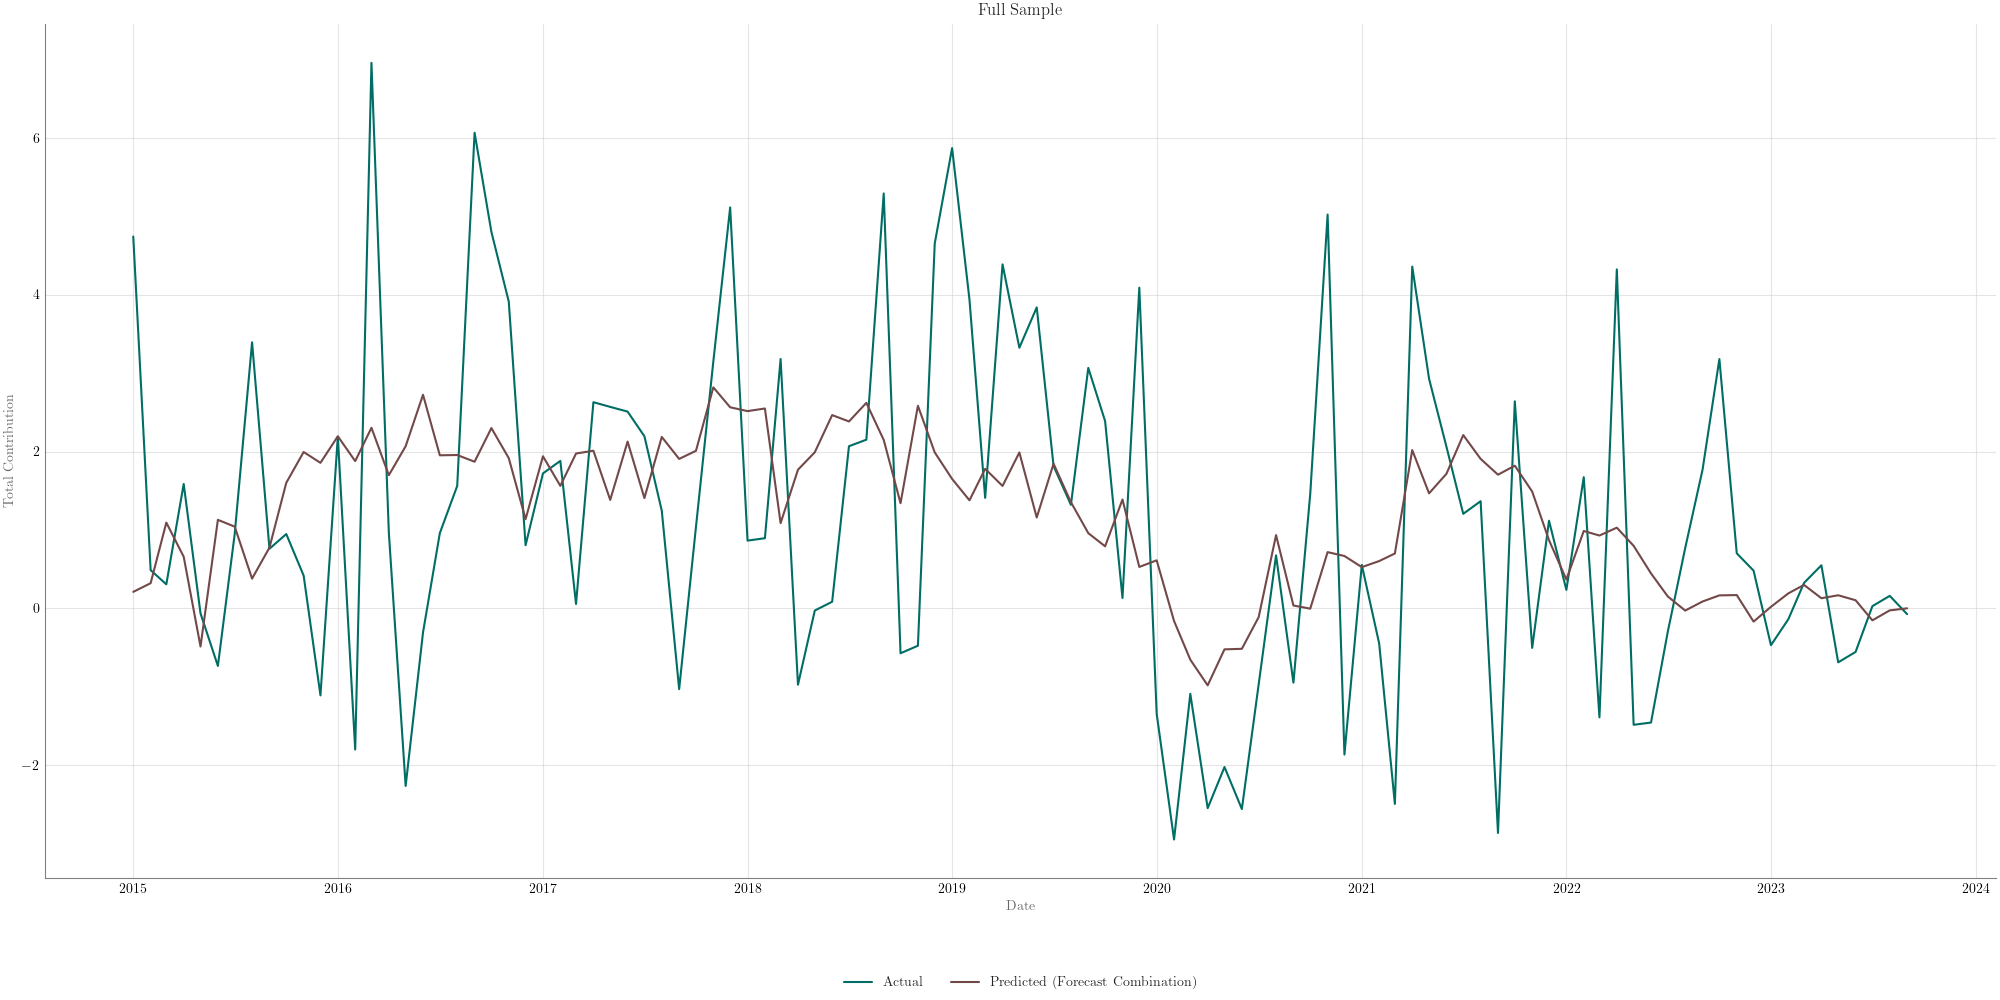 Full Sample
Total Contribution
6
4
2
0
−2
2015 2016 2017 2018 2019 2020 2021 2022 2023 2024
Date
Actual Predicted (Forecast Combination)